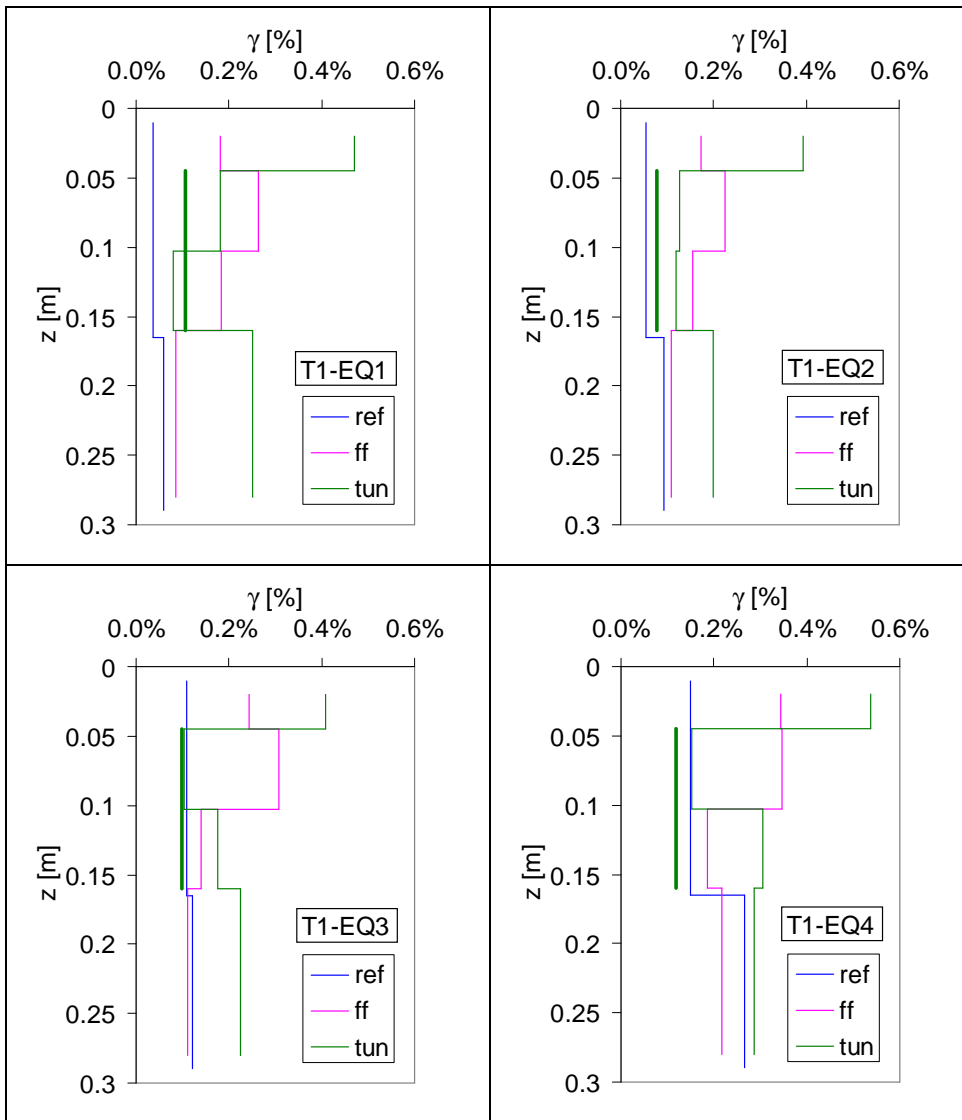 γ [%]
0.0% 0.2% 0.4% 0.6%
0
0.05
0.1
0.15
0.2
0.25
0.3
z [m]
T1-EQ1
ref
ff
tun
γ [%]
0.0% 0.2% 0.4% 0.6%
0
0.05
0.1
0.15
0.2
0.25
0.3
z [m]
T1-EQ2
ref
ff
tun
γ [%]
0.0% 0.2% 0.4% 0.6%
0
0.05
0.1
0.15
0.2
0.25
0.3
z [m]
T1-EQ3
ref
ff
tun
γ [%]
0.0% 0.2% 0.4% 0.6%
0
0.05
0.1
0.15
0.2
0.25
0.3
z [m]
T1-EQ4
ref
ff
tun